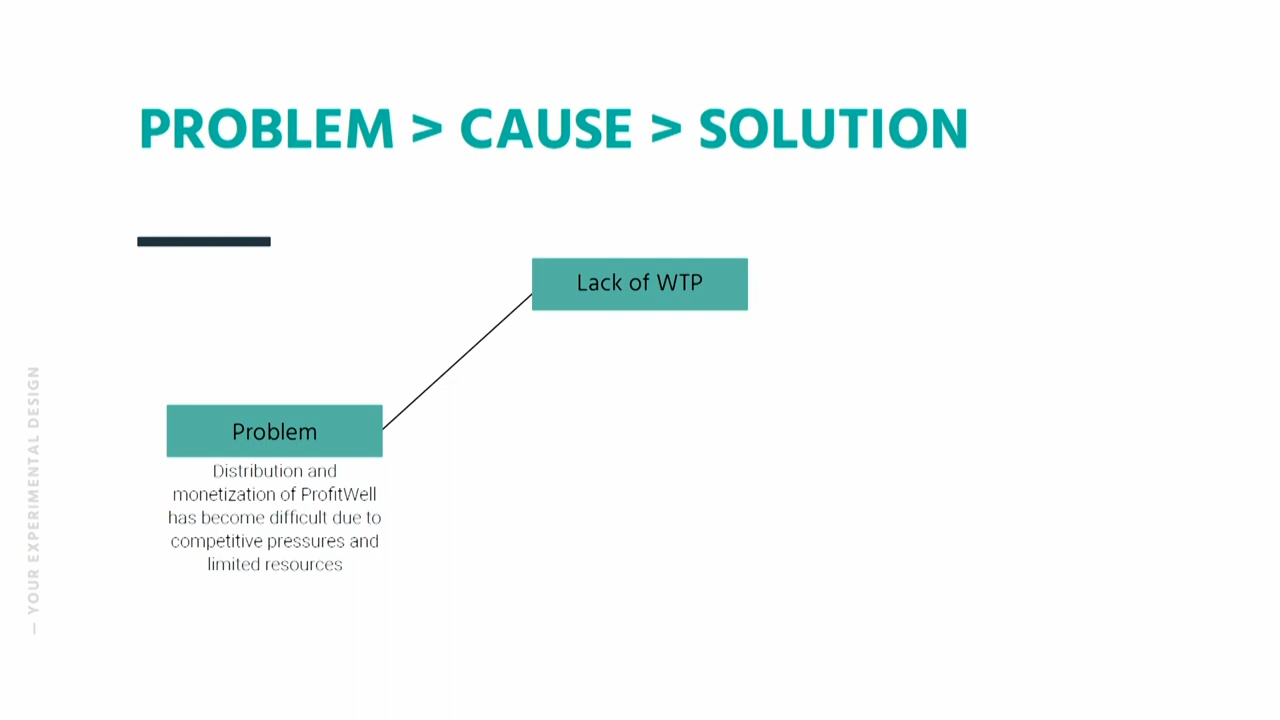 PROBLEM > CAUSE > SOLUTION
Lack of WTP
Problem
Distribution and
monetization of ProfitWell
has become difficult due to
competitive pressures and
limited resources
— YOUR EXPERIMENTAL DESIGN